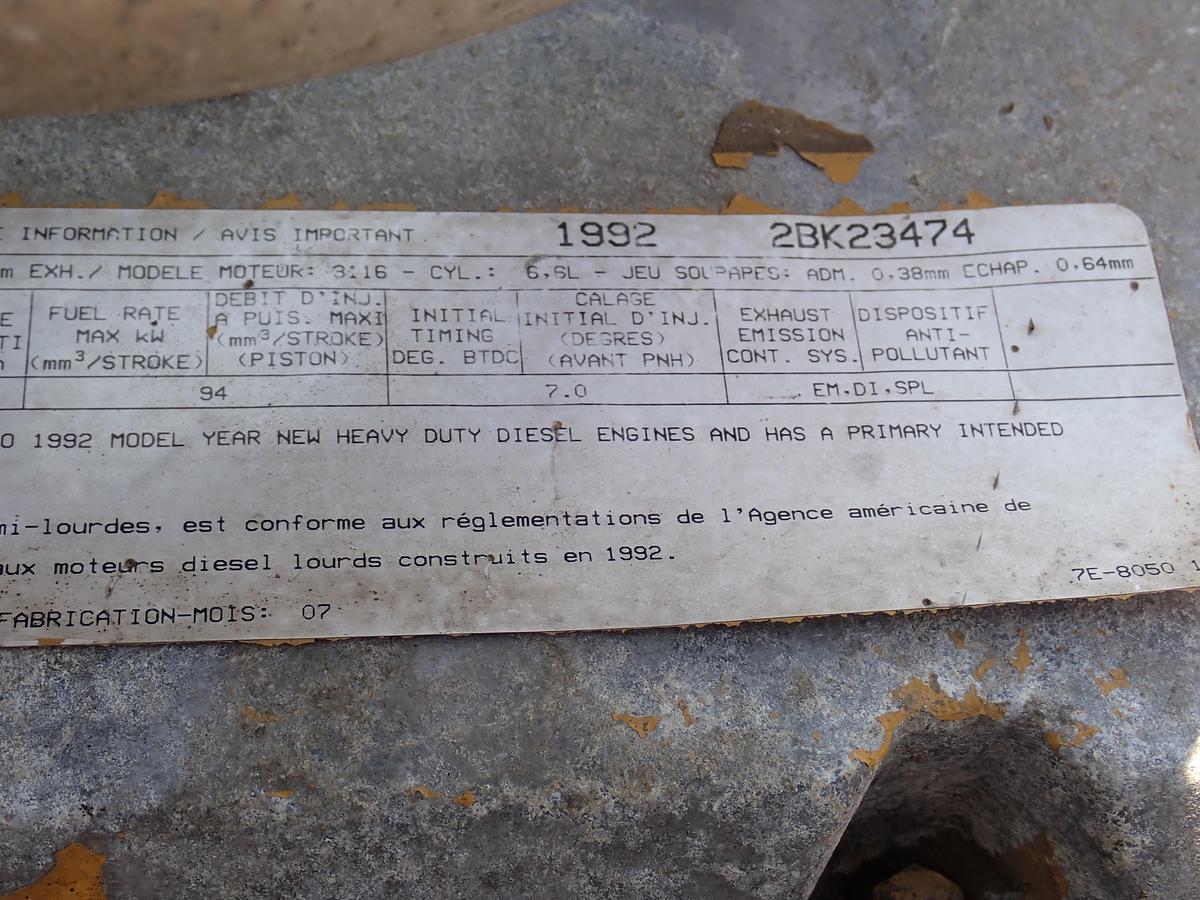 INFORMATION / AVIS IMPORTANT 1992 2BK23474
m EXH./ MODELE MOTEUR: 3116 - CYL.: 6,6L - JEU SOUPAPES: ADM. 0,38mm ECHAP. 0,64mm
FUEL RATE
MAX kW
(mm³/STROKE)
DEBIT D'INJ.
A PUIS. MAXI
(mm³/STROKE)
(PISTON)
INITIAL
TIMING
DEG. BTDC
CALAGE
INITIAL D'INJ.
(DEGRES)
(AVANT PNH)
EXHAUST
EMISSION
CONT. SYS.
DISPOSITIF
ANTI-
POLLUTANT
94 7.0 EM,DI,SPL
O 1992 MODEL YEAR NEW HEAVY DUTY DIESEL ENGINES AND HAS A PRIMARY INTENDED
mi-lourdes, est conforme aux réglementations de l'Agence américaine de
aux moteurs diesel lourds construits en 1992.
7E-8050 1
FABRICATION-MOIS: 07